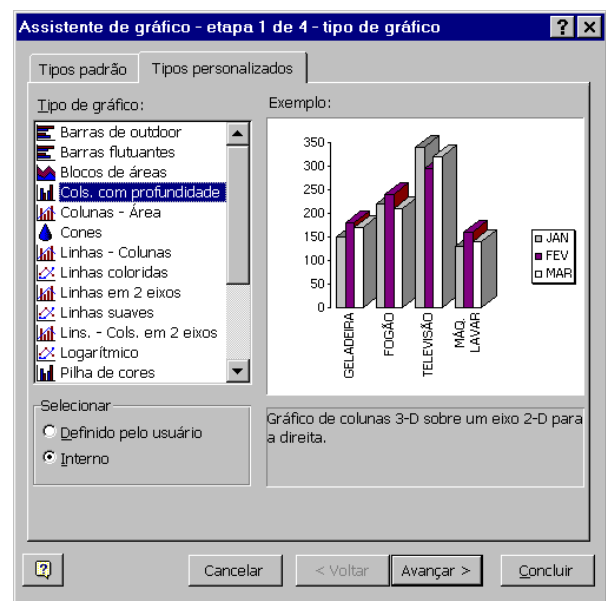 Assistente de gráfico - etapa 1 de 4 - tipo de gráfico
Tipos padrão
Tipos personalizados
Tipo de gráfico:
Barras de outdoor
Barras flutuantes
Blocos de áreas
Cols. com profundidade
Colunas - Área
Cones
Linhas - Colunas
Linhas coloridas
Linhas em 2 eixos
Linhas suaves
Lins. - Cols. em 2 eixos
Logarítmico
Pilha de cores
Selecionar
Definido pelo usuário
Interno
Exemplo:
350
300
250
200
150
100
50
0
GELADEIRA
FOGÃO
TELEVISÃO
MÁQ.
LAVAR
JAN
FEV
MAR
Gráfico de colunas 3-D sobre um eixo 2-D para
a direita.
Cancelar
< Voltar
Avançar >
Concluir